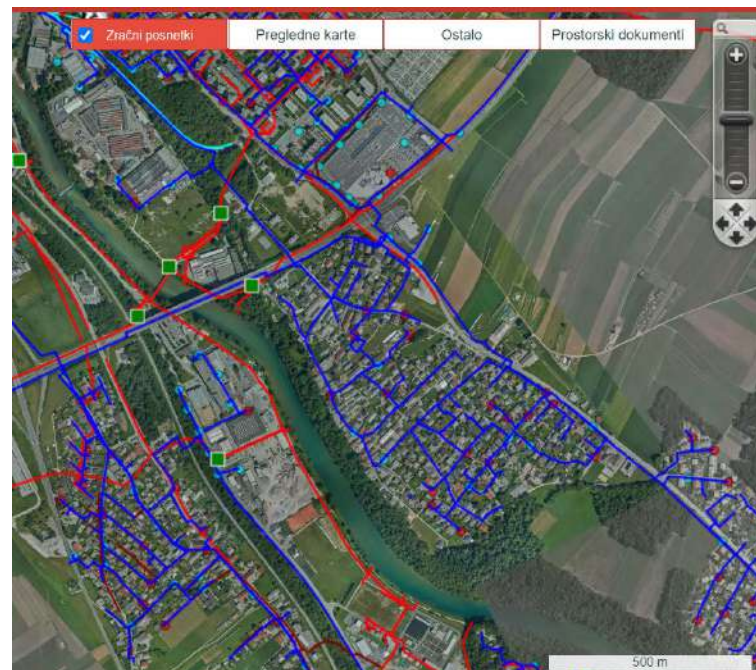 Zračni posnetki
Pregledne karte
Ostalo
Prostorski dokumenti
500 m